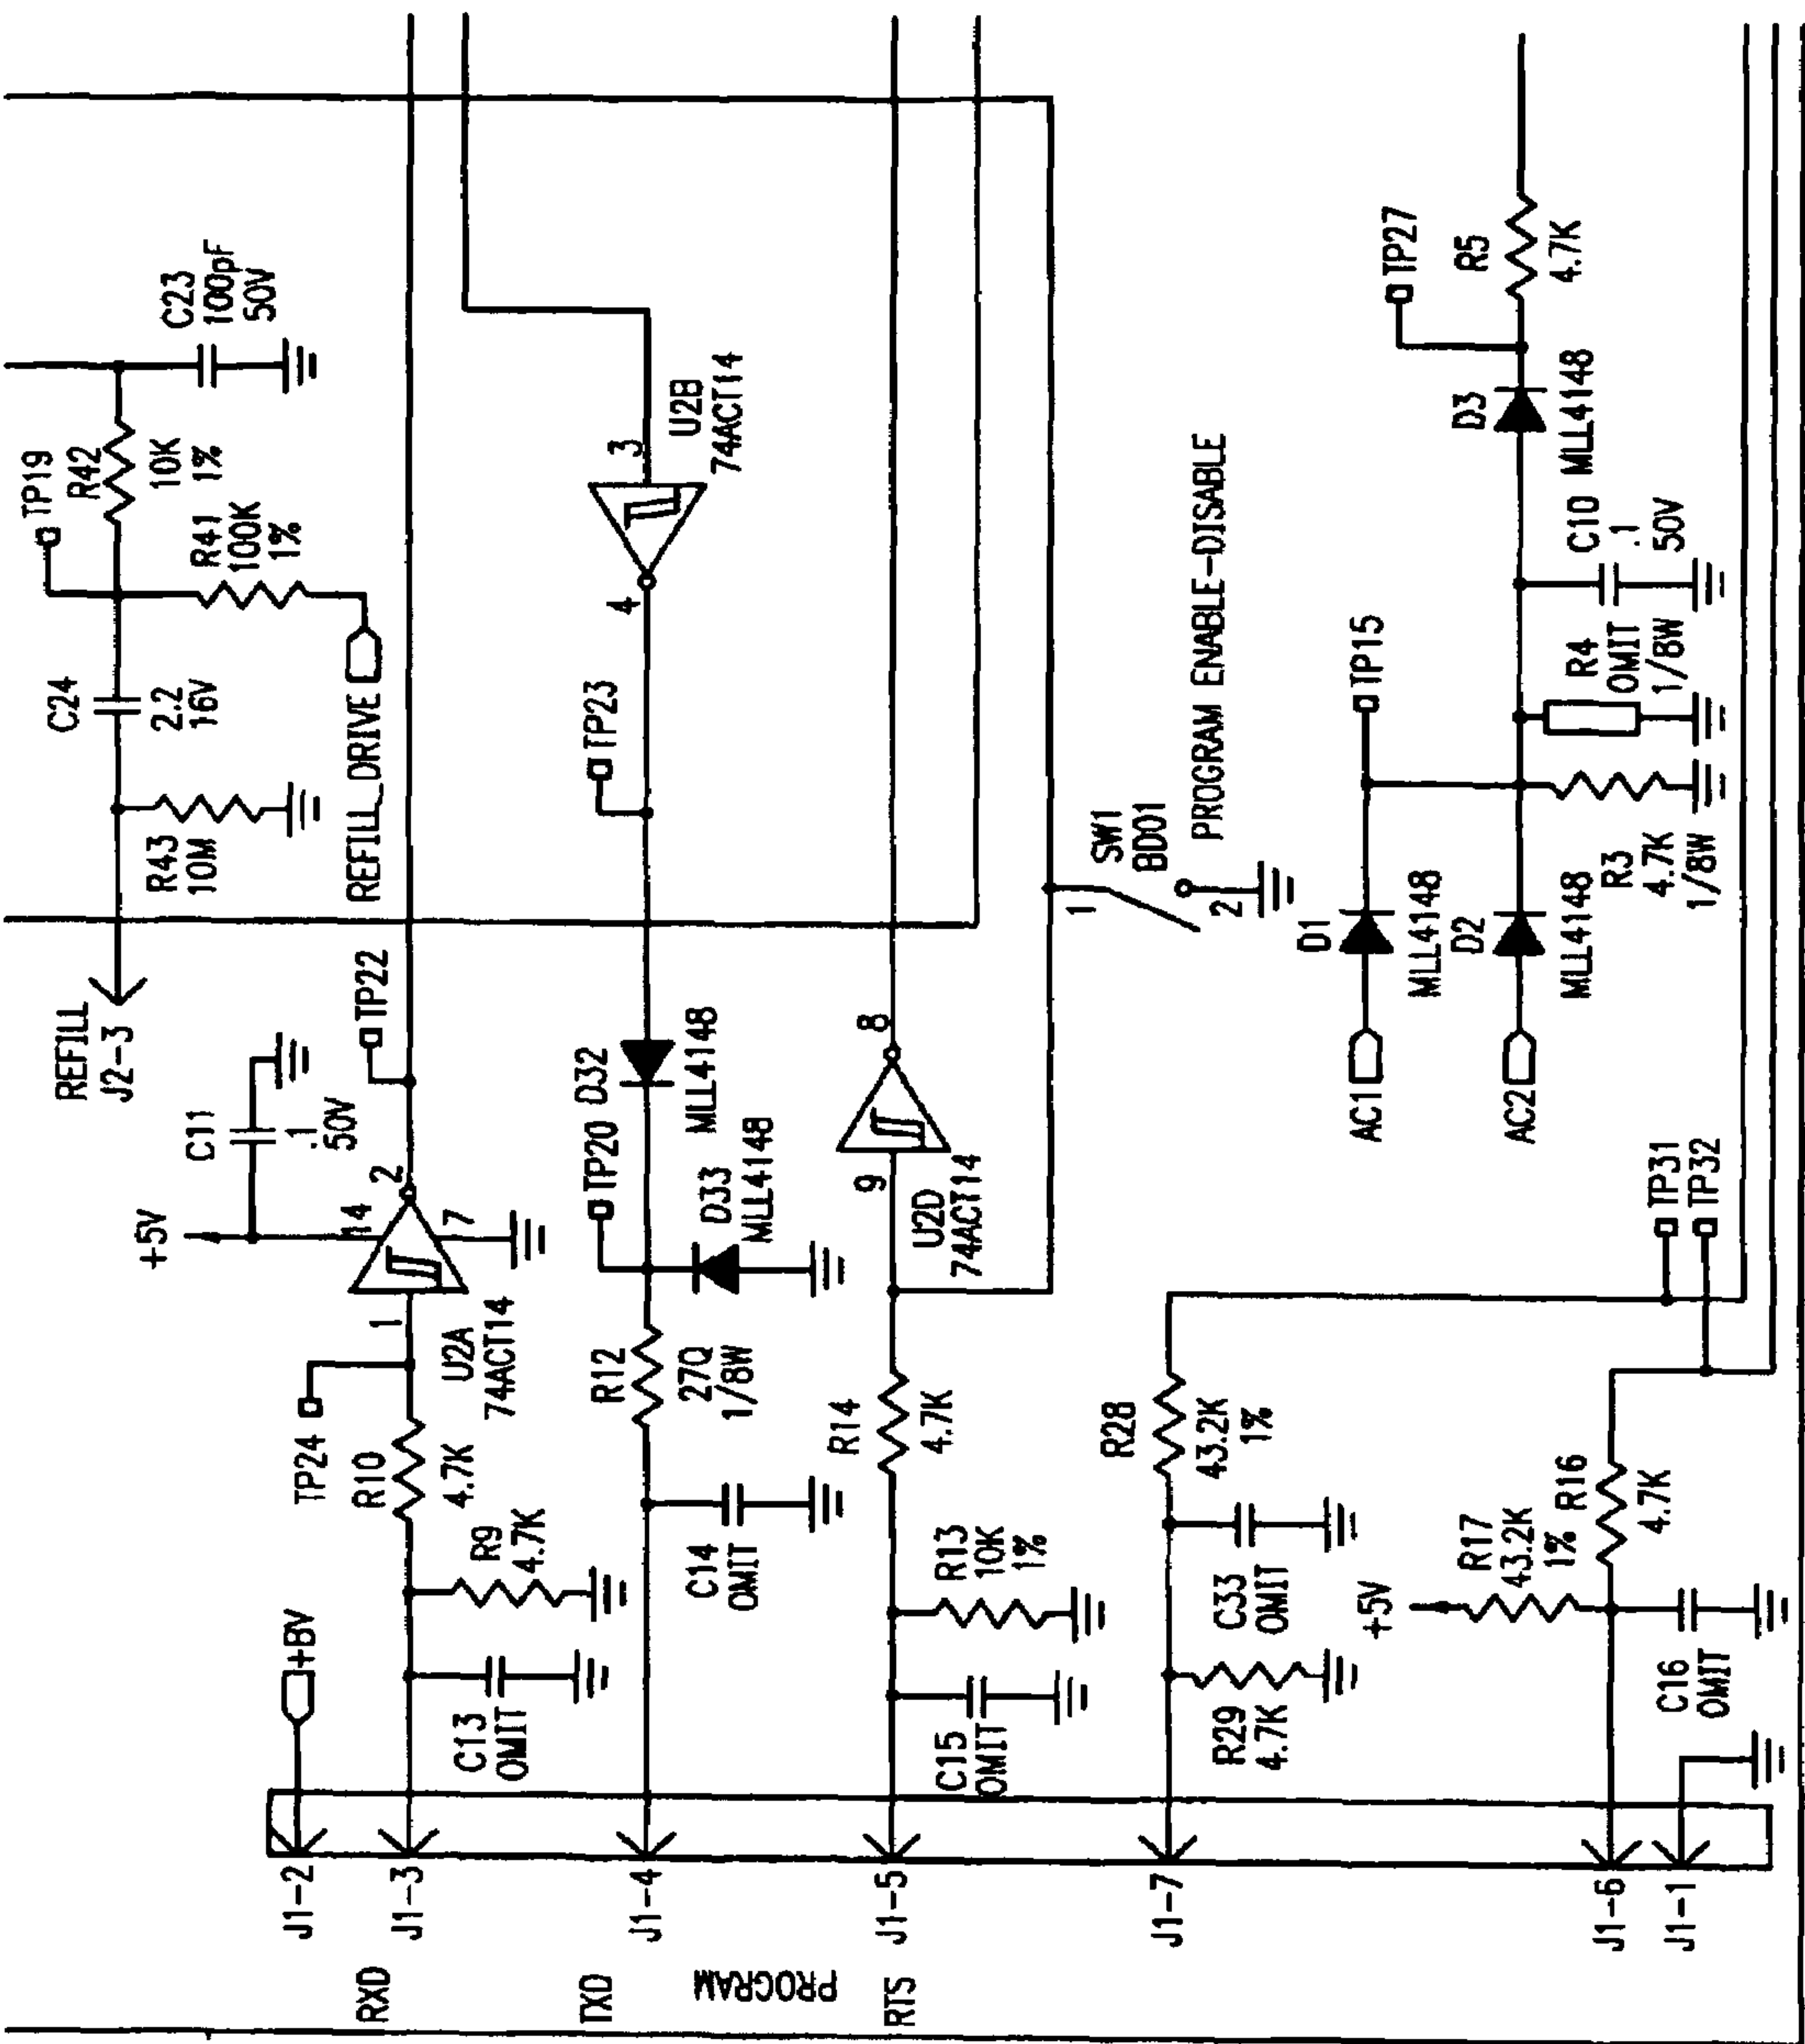 REFILL
J2-3
C24
2.2
16V
R43
10M
TP19
R42
10K
1%
R41
100K
1%
C23
100pF
50V
REFILL_DRIVE
+5V
C11
.1
50V
14
TP22
2
7
TP24
1
U2A
74ACT14
R10
4.7K
R9
4.7K
C13
OMIT
+BV
J1-2
J1-3
RXD
U2B
74ACT14
3
4
TP23
D32
MLL4148
TP20
D33
MLL4148
R12
27Ω
1/8W
C14
OMIT
J1-4
TXD
PROGRAM
8
9
U2D
74ACT14
R14
4.7K
R13
10K
1%
C15
OMIT
J1-5
RTS
SW1
BD01
1
2
PROGRAM ENABLE-DISABLE
R28
43.2K
1%
C33
OMIT
R29
4.7K
J1-7
TP31
TP32
R16
4.7K
R17
43.2K
1%
+5V
C16
OMIT
J1-6
J1-1
AC1
D1
MLL4148
TP15
AC2
D2
MLL4148
R3
4.7K
1/8W
R4
OMIT
1/8W
C10
.1
50V
D3
MLL4148
TP27
R5
4.7K